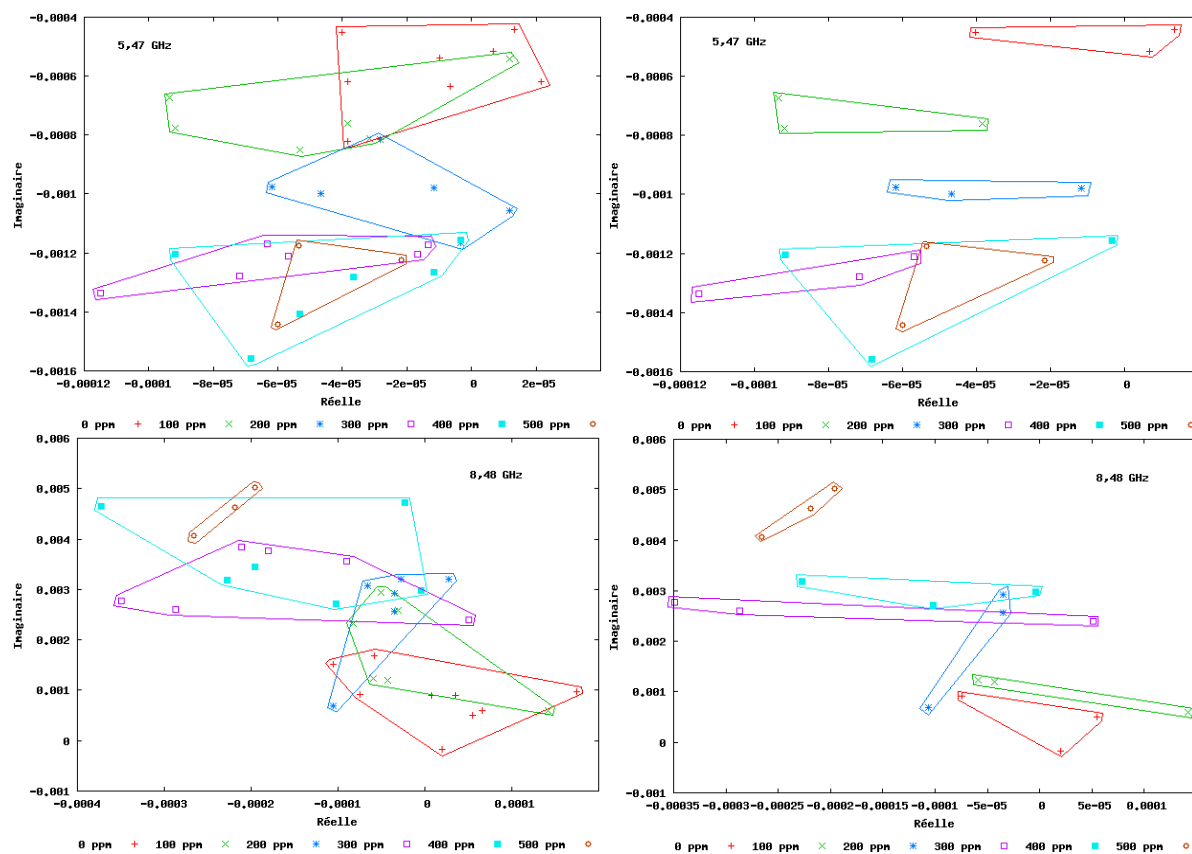 -0.0004
-0.0006
-0.0008
-0.001
-0.0012
-0.0014
-0.0016
Imaginaire
5,47 GHz
-0.00012 -0.0001 -8e-05 -6e-05 -4e-05 -2e-05 0 2e-05
Réelle
0 ppm 100 ppm 200 ppm 300 ppm 400 ppm 500 ppm
-0.0004
-0.0006
-0.0008
-0.001
-0.0012
-0.0014
-0.0016
Imaginaire
5,47 GHz
-0.00012 -0.0001 -8e-05 -6e-05 -4e-05 -2e-05 0
Réelle
0 ppm 100 ppm 200 ppm 300 ppm 400 ppm 500 ppm
0.006
0.005
0.004
0.003
0.002
0.001
0
-0.001
Imaginaire
8,48 GHz
-0.0004 -0.0003 -0.0002 -0.0001 0 0.0001
Réelle
0 ppm 100 ppm 200 ppm 300 ppm 400 ppm 500 ppm
0.006
0.005
0.004
0.003
0.002
0.001
0
-0.001
Imaginaire
8,48 GHz
-0.00035 -0.0003 -0.00025 -0.0002 -0.00015 -0.0001 -5e-05 0 5e-05 0.0001
Réelle
0 ppm 100 ppm 200 ppm 300 ppm 400 ppm 500 ppm